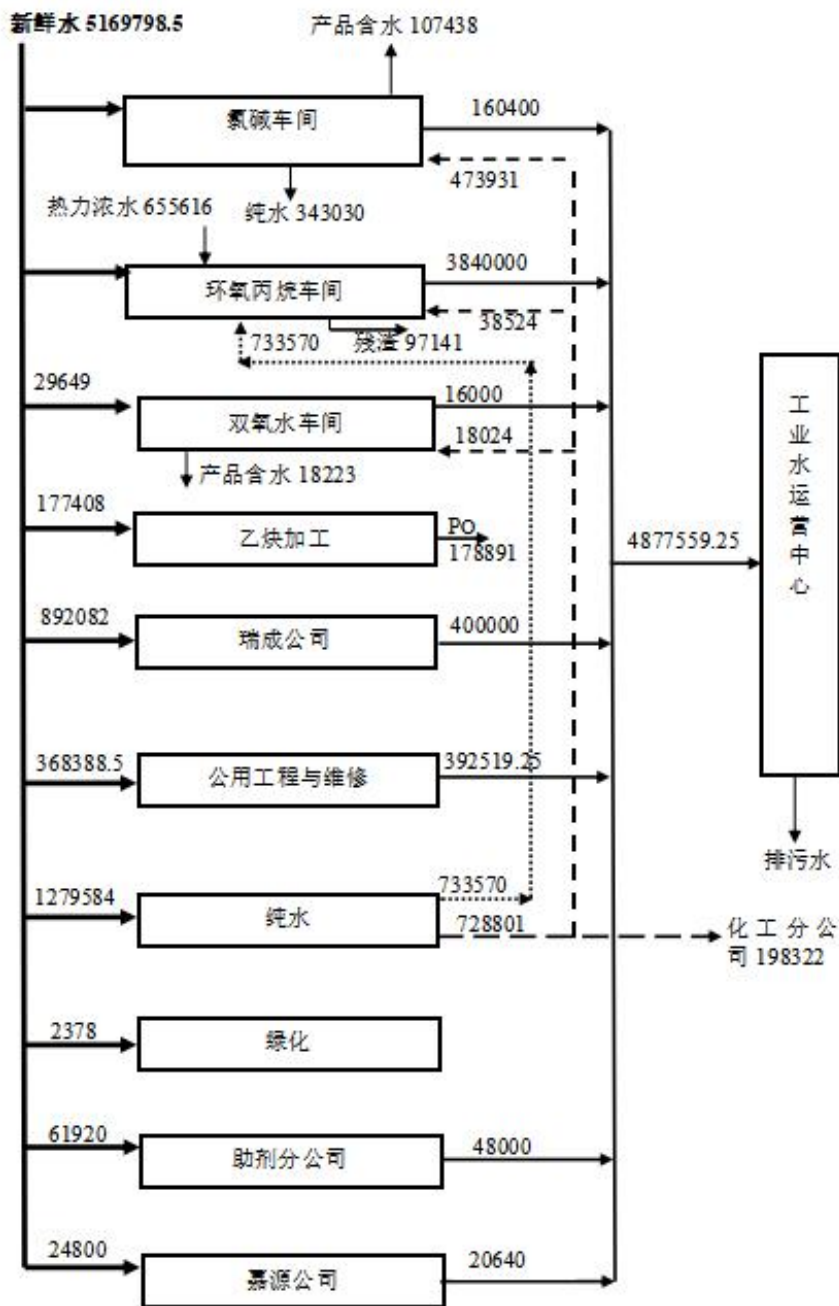 新鲜水 5169798.5
产品含水 107438
氯碱车间
160400
473931
热力浓水 655616
纯水 343030
环氧丙烷车间
3840000
38524
733570
残渣 97141
29649
双氧水车间
16000
18024
产品含水 18223
177408
乙炔加工
PO
178891
892082
瑞成公司
400000
368388.5
公用工程与维修
392519.25
1279584
纯水
733570
728801
化工分公
司 198322
2378
绿化
61920
助剂分公司
48000
24800
嘉源公司
20640
4877559.25
工业水运营中心
排污水